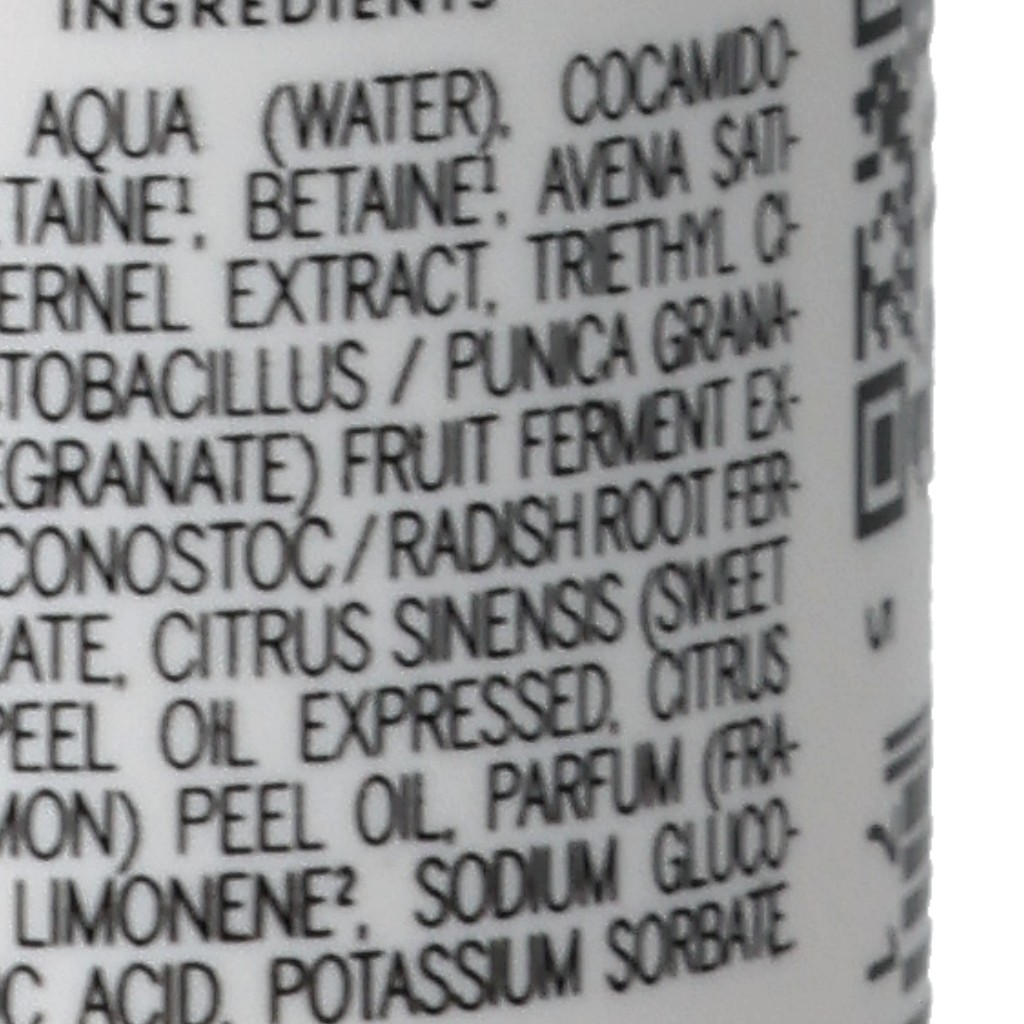 INGREDIENTS
AQUA (WATER), COCAMIDO-
TAINE¹, BETAINE¹, AVENA SATI-
ERNEL EXTRACT, TRIETHYL CI-
TOBACILLUS / PUNICA GRANA-
EGRANATE) FRUIT FERMENT EX-
CONOSTOC/RADISH ROOT FER-
ATE, CITRUS SINENSIS (SWEET
PEEL OIL EXPRESSED, CITRUS
MON) PEEL OIL, PARFUM (FRA-
LIMONENE², SODIUM GLUCO-
C ACID, POTASSIUM SORBATE